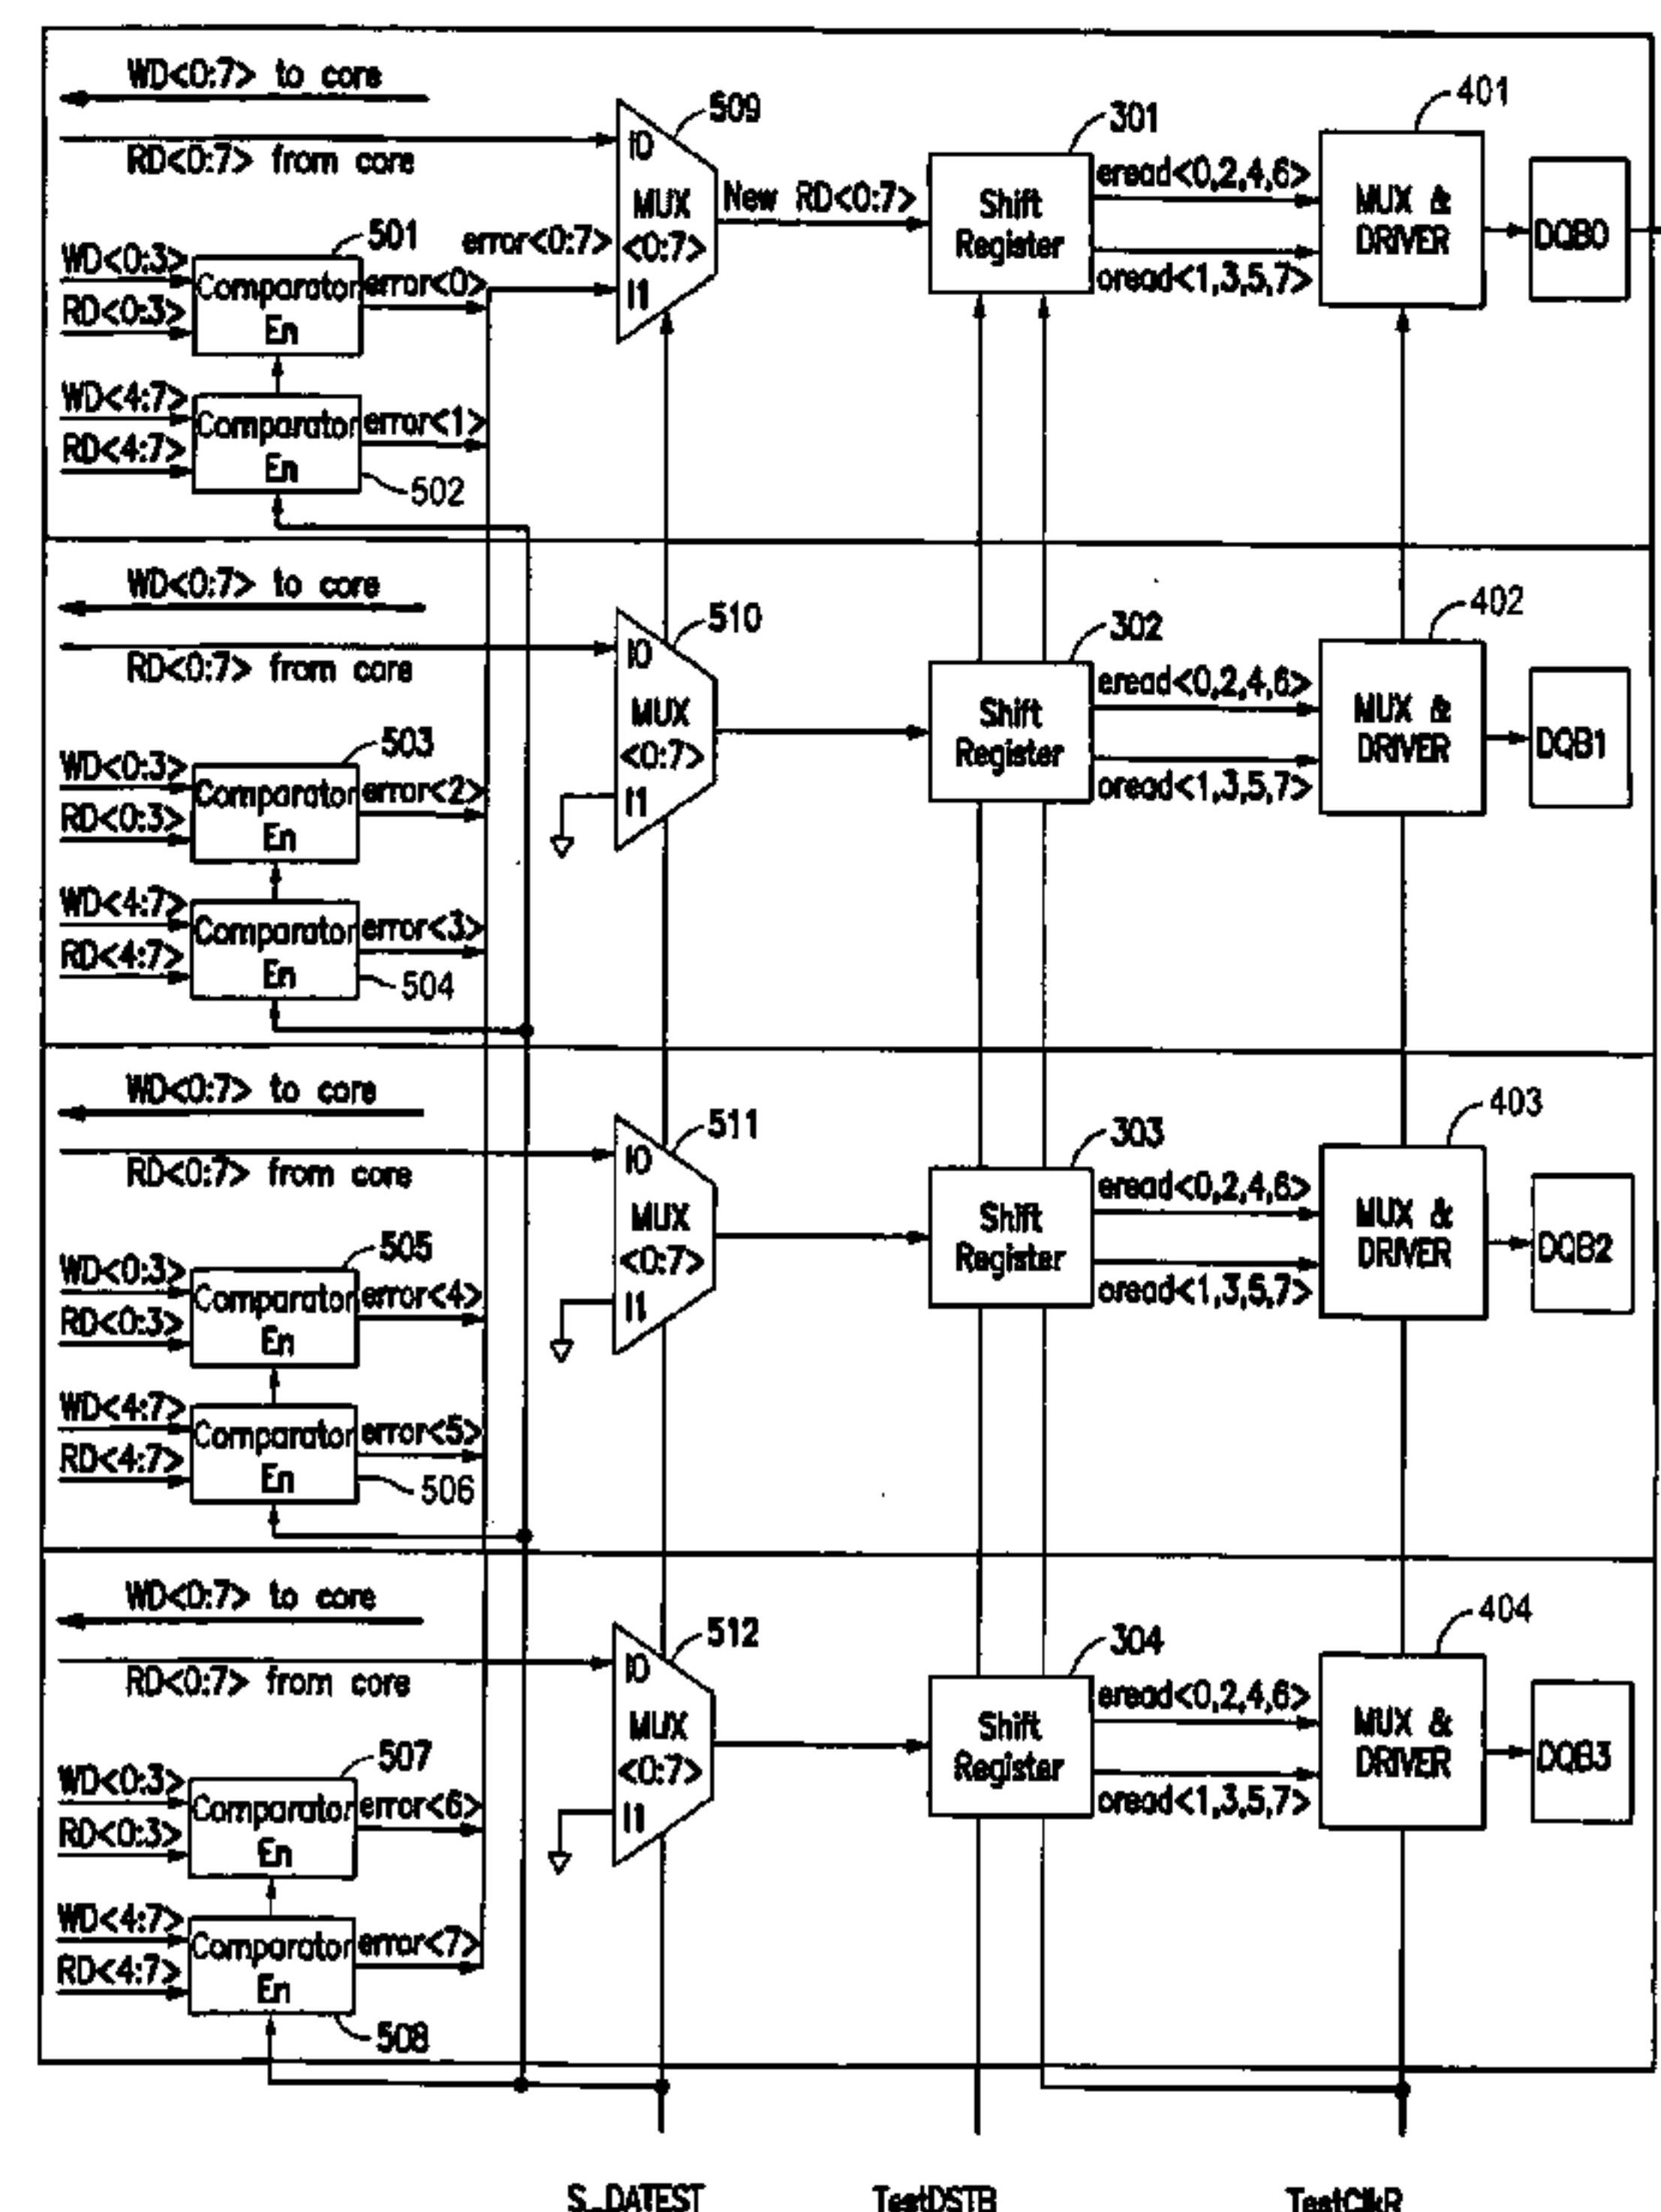 WD<0:7> to core
RD<0:7> from core
509
I0
MUX
<0:7>
I1
New RD<0:7>
301
Shift
Register
eread<0,2,4,6>
oread<1,3,5,7>
401
MUX &
DRIVER
DQB0
error<0:7>
501
WD<0:3>
RD<0:3>
Comparator
En
error<0>
WD<4:7>
RD<4:7>
Comparator
En
error<1>
502
WD<0:7> to core
RD<0:7> from core
510
I0
MUX
<0:7>
I1
302
Shift
Register
eread<0,2,4,6>
oread<1,3,5,7>
402
MUX &
DRIVER
DQB1
503
WD<0:3>
RD<0:3>
Comparator
En
error<2>
WD<4:7>
RD<4:7>
Comparator
En
error<3>
504
WD<0:7> to core
RD<0:7> from core
511
I0
MUX
<0:7>
I1
303
Shift
Register
eread<0,2,4,6>
oread<1,3,5,7>
403
MUX &
DRIVER
DQB2
505
WD<0:3>
RD<0:3>
Comparator
En
error<4>
WD<4:7>
RD<4:7>
Comparator
En
error<5>
506
WD<0:7> to core
RD<0:7> from core
512
I0
MUX
<0:7>
I1
304
Shift
Register
eread<0,2,4,6>
oread<1,3,5,7>
404
MUX &
DRIVER
DQB3
507
WD<0:3>
RD<0:3>
Comparator
En
error<6>
WD<4:7>
RD<4:7>
Comparator
En
error<7>
508
S_DATEST
TestDSTB
TestClkR